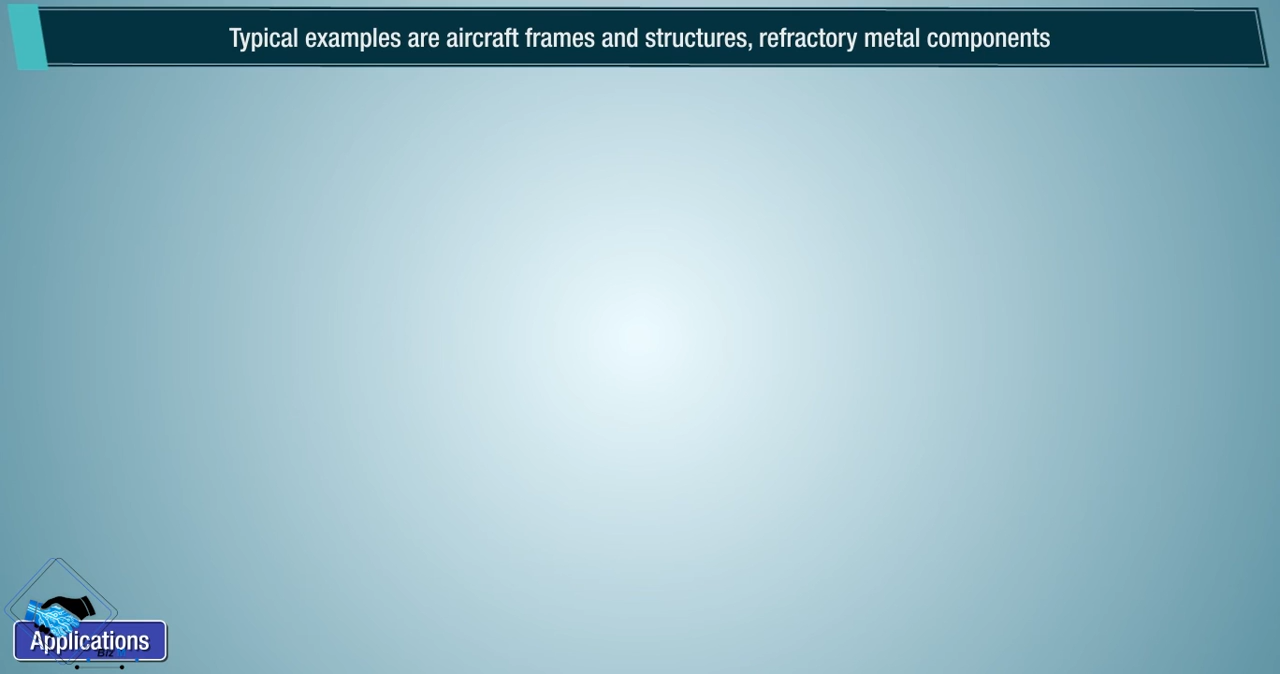 Typical examples are aircraft frames and structures, refractory metal components
Applications